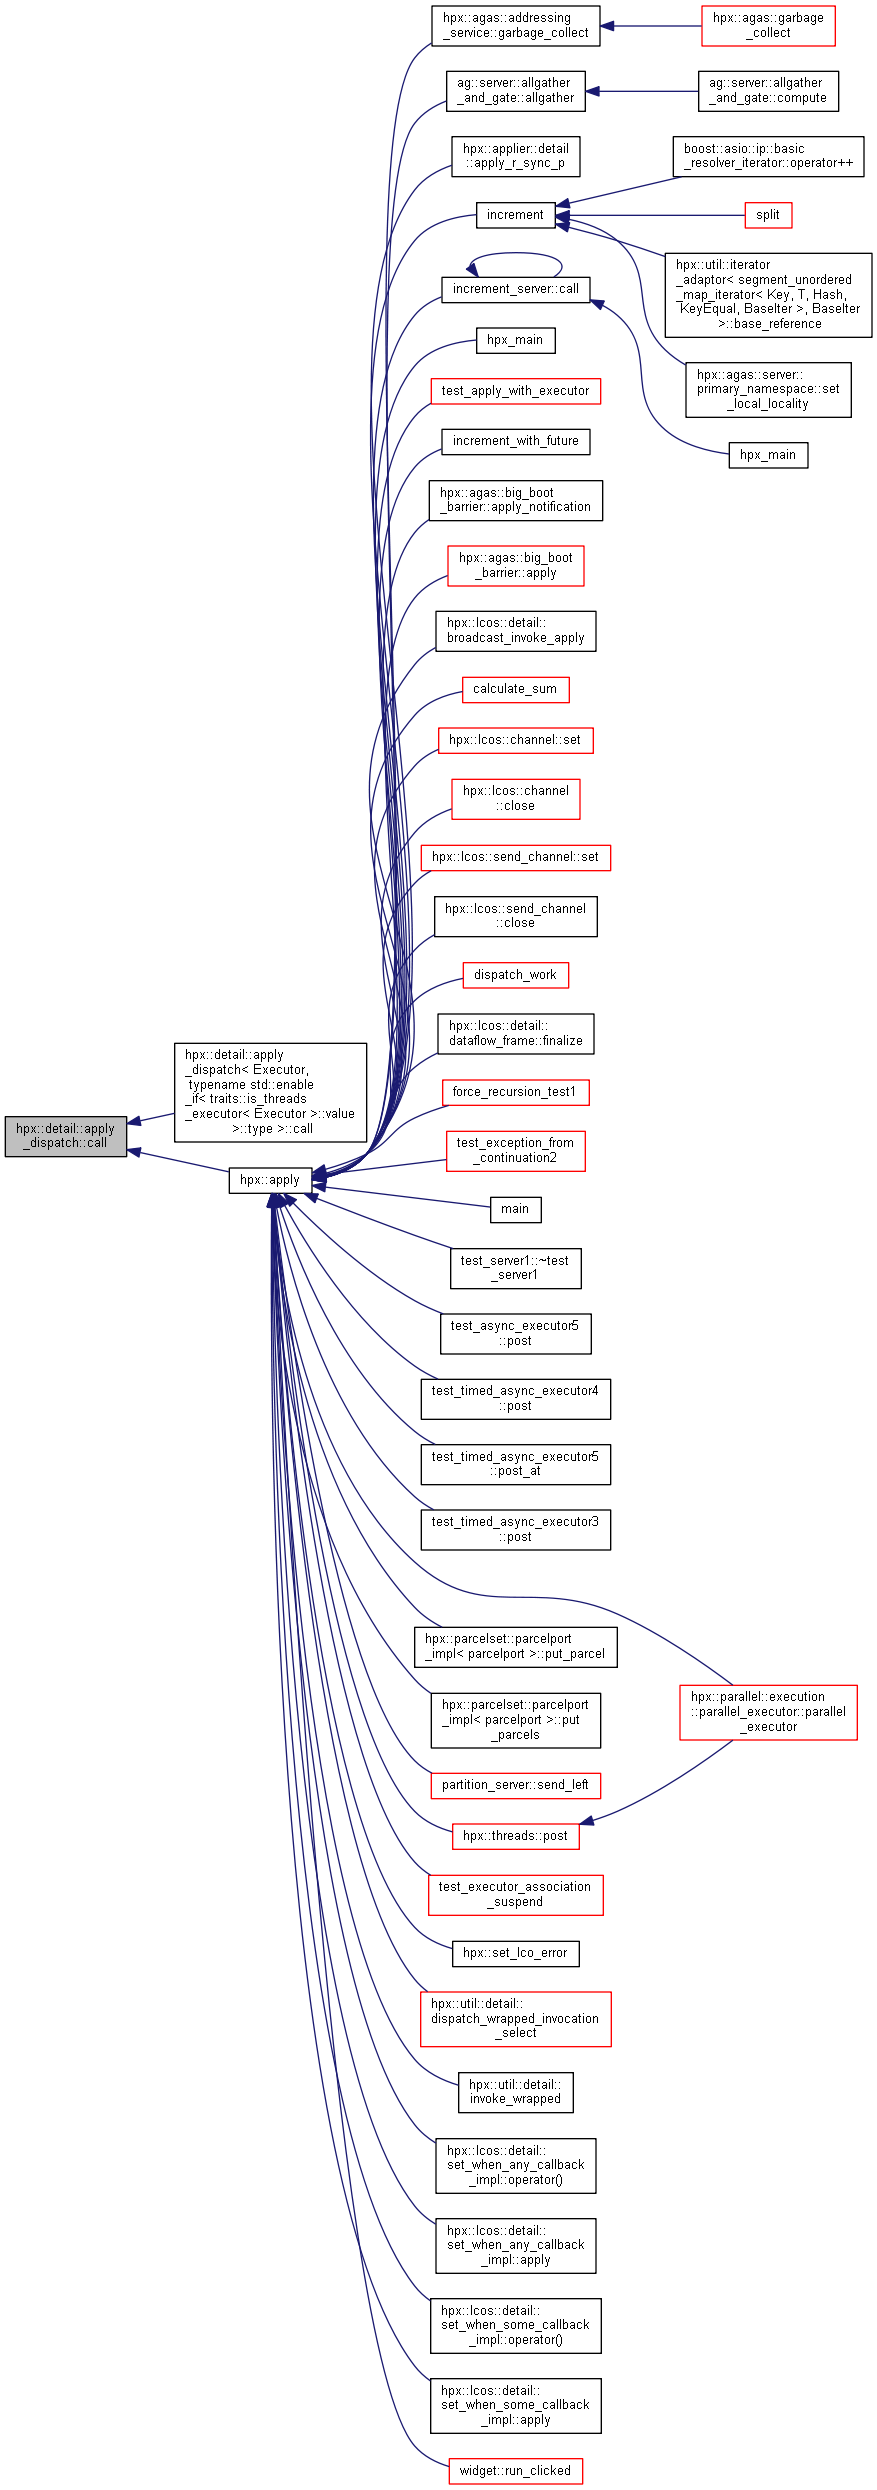 hpx::agas::addressing
_service::garbage_collect
hpx::agas::garbage
_collect
ag::server::allgather
_and_gate::allgather
ag::server::allgather
_and_gate::compute
hpx::applier::detail
::apply_r_sync_p
boost::asio::ip::basic
_resolver_iterator::operator++
increment
split
hpx::util::iterator
_adaptor< segment_unordered
_map_iterator< Key, T, Hash,
KeyEqual, BaseIter >, BaseIter
>::base_reference
increment_server::call
hpx_main
hpx::agas::server::
primary_namespace::set
_local_locality
test_apply_with_executor
increment_with_future
hpx_main
hpx::agas::big_boot
_barrier::apply_notification
hpx::agas::big_boot
_barrier::apply
hpx::lcos::detail::
broadcast_invoke_apply
calculate_sum
hpx::lcos::channel::set
hpx::lcos::channel
::close
hpx::lcos::send_channel::set
hpx::lcos::send_channel
::close
dispatch_work
hpx::lcos::detail::
dataflow_frame::finalize
hpx::detail::apply
_dispatch< Executor,
typename std::enable
_if< traits::is_threads
_executor< Executor >::value
>::type >::call
force_recursion_test1
hpx::detail::apply
_dispatch::call
test_exception_from
_continuation2
hpx::apply
main
test_server1::~test
_server1
test_async_executor5
::post
test_timed_async_executor4
::post
test_timed_async_executor5
::post_at
test_timed_async_executor3
::post
hpx::parcelset::parcelport
_impl< parcelport >::put_parcel
hpx::parcelset::parcelport
_impl< parcelport >::put
_parcels
hpx::parallel::execution
::parallel_executor::parallel
_executor
partition_server::send_left
hpx::threads::post
test_executor_association
_suspend
hpx::set_lco_error
hpx::util::detail::
dispatch_wrapped_invocation
_select
hpx::util::detail::
invoke_wrapped
hpx::lcos::detail::
set_when_any_callback
_impl::operator()
hpx::lcos::detail::
set_when_any_callback
_impl::apply
hpx::lcos::detail::
set_when_some_callback
_impl::operator()
hpx::lcos::detail::
set_when_some_callback
_impl::apply
widget::run_clicked